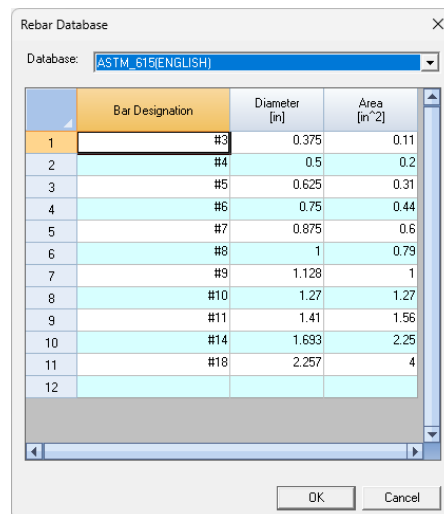 Rebar Database
Database: ASTM_615(ENGLISH)
Bar Designation Diameter [in] Area [in^2]
1 #3 0.375 0.11
2 #4 0.5 0.2
3 #5 0.625 0.31
4 #6 0.75 0.44
5 #7 0.875 0.6
6 #8 1 0.79
7 #9 1.128 1
8 #10 1.27 1.27
9 #11 1.41 1.56
10 #14 1.693 2.25
11 #18 2.257 4
12
OK Cancel